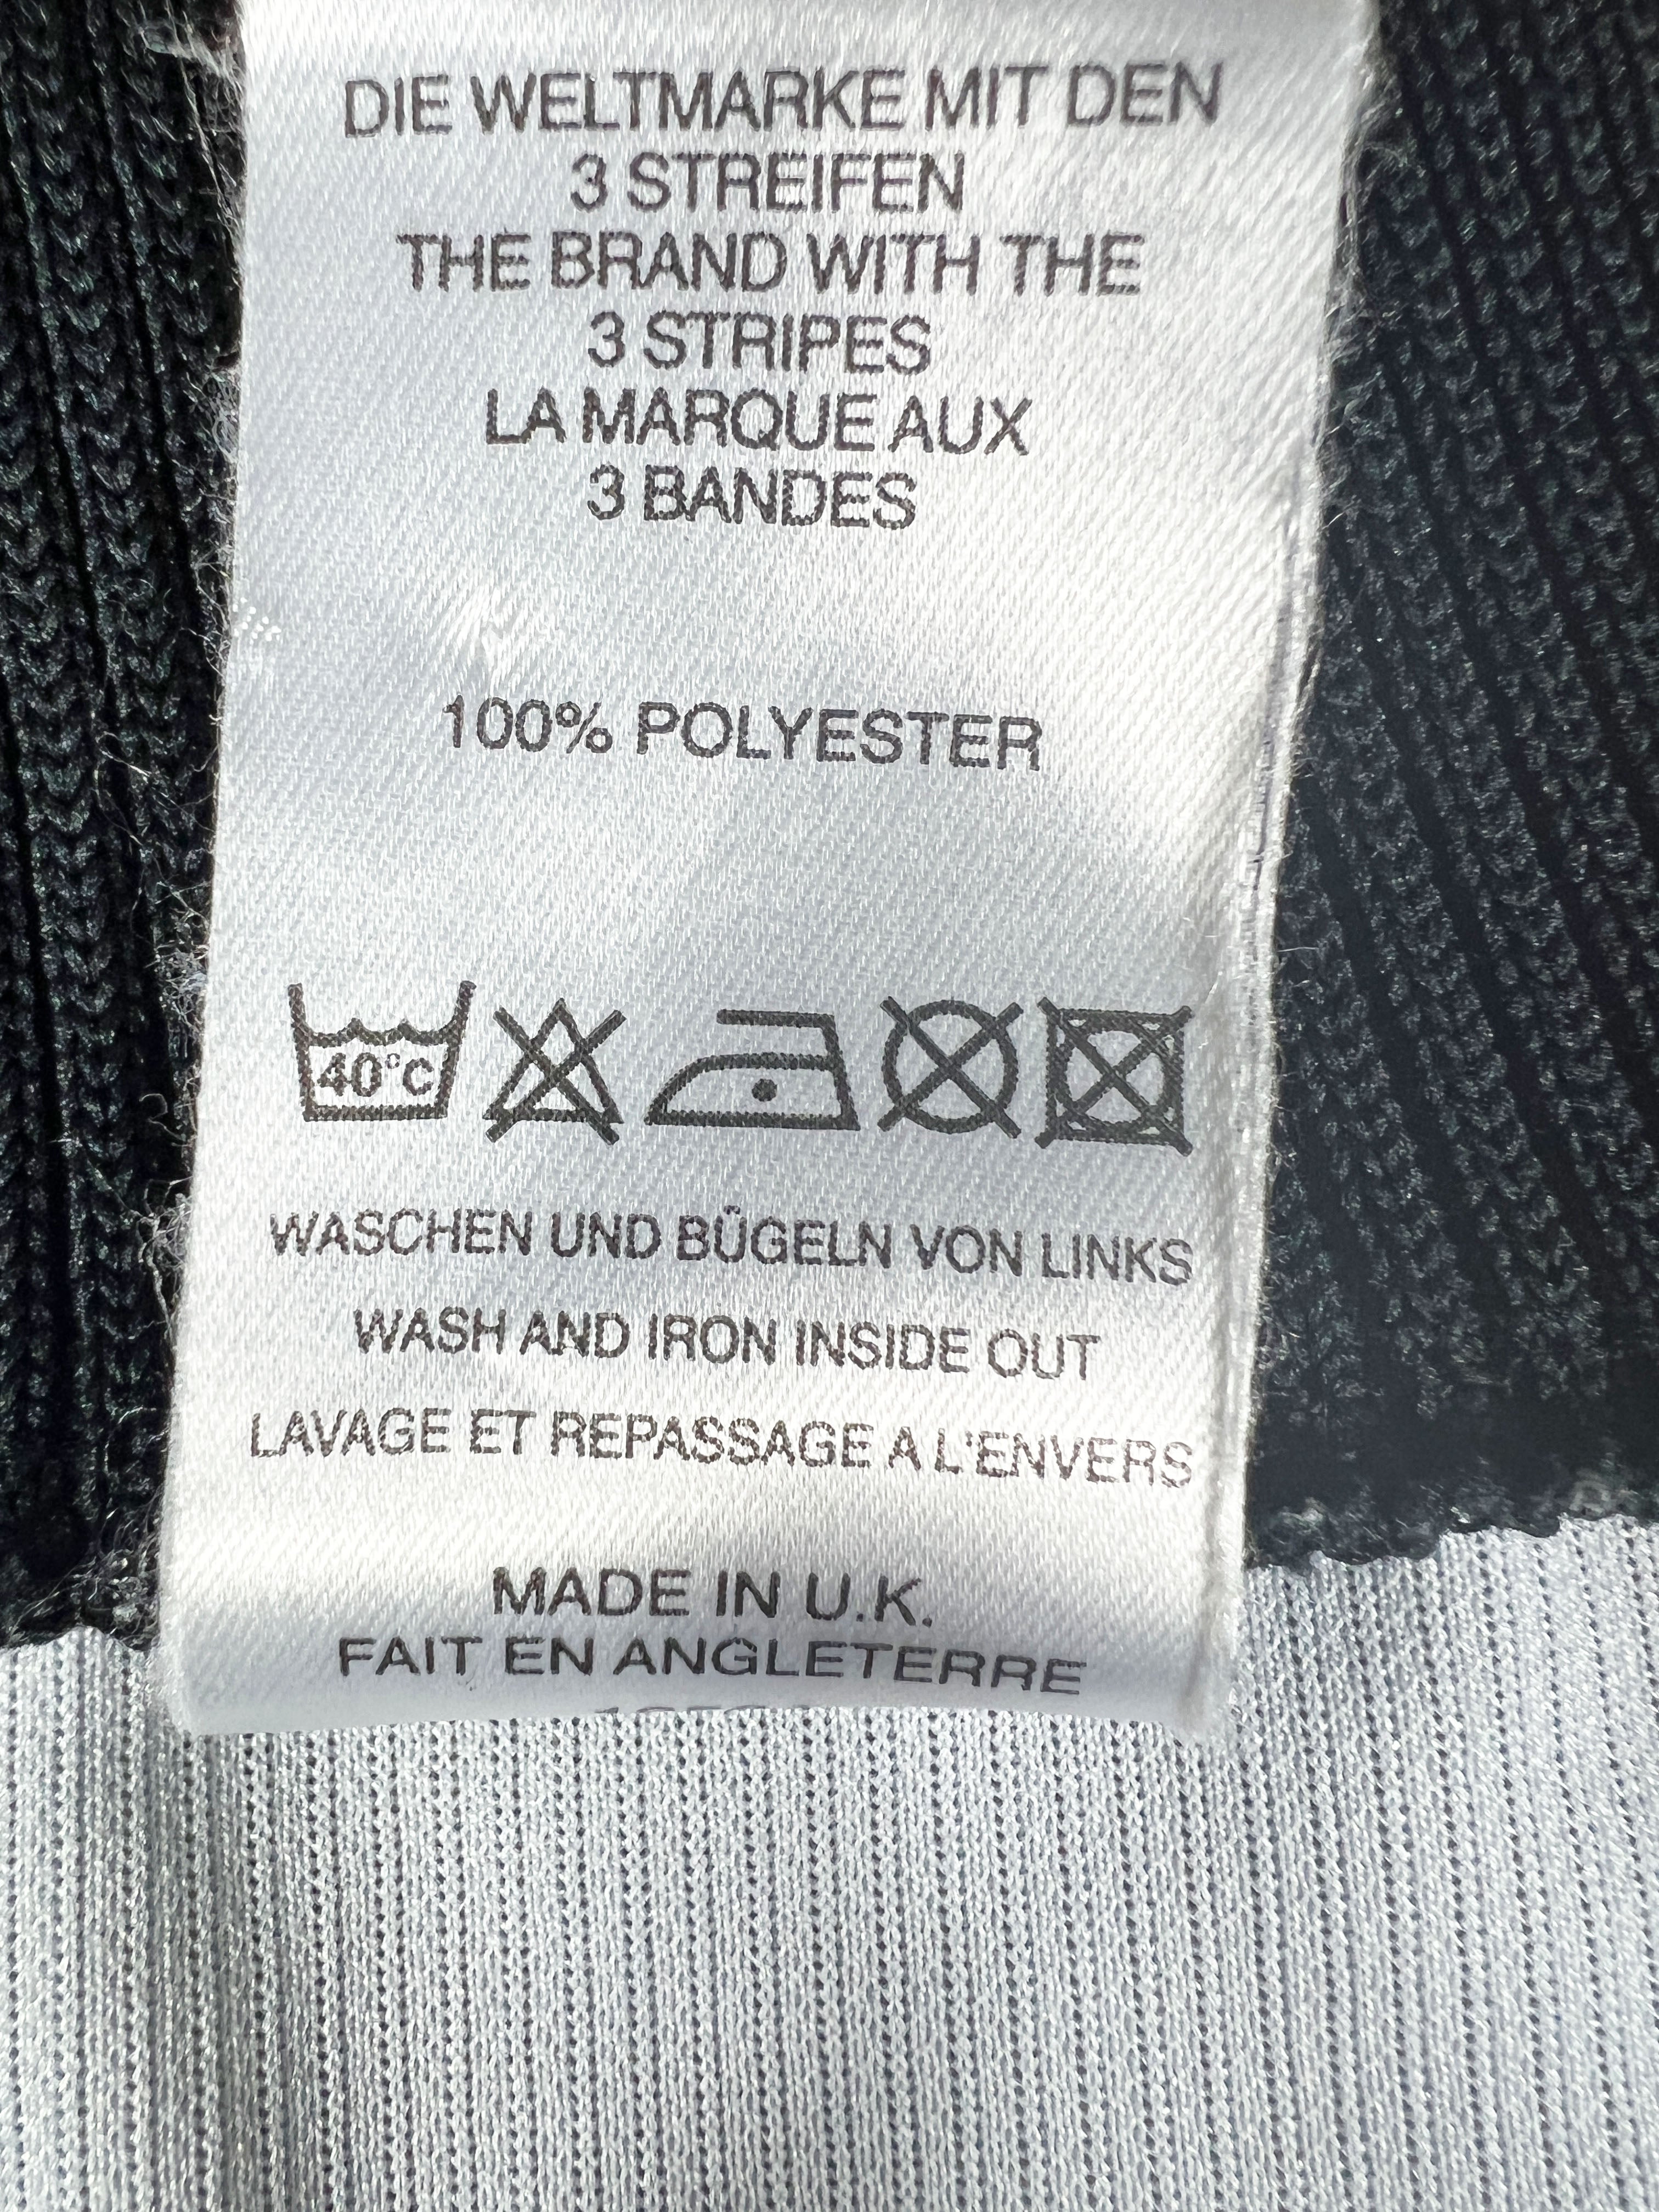 DIE WELTMARKE MIT DEN
3 STREIFEN
THE BRAND WITH THE
3 STRIPES
LA MARQUE AUX
3 BANDES
100% POLYESTER
40°C
WASCHEN UND BÜGELN VON LINKS
WASH AND IRON INSIDE OUT
LAVAGE ET REPASSAGE A L'ENVERS
MADE IN U.K.
FAIT EN ANGLETERRE